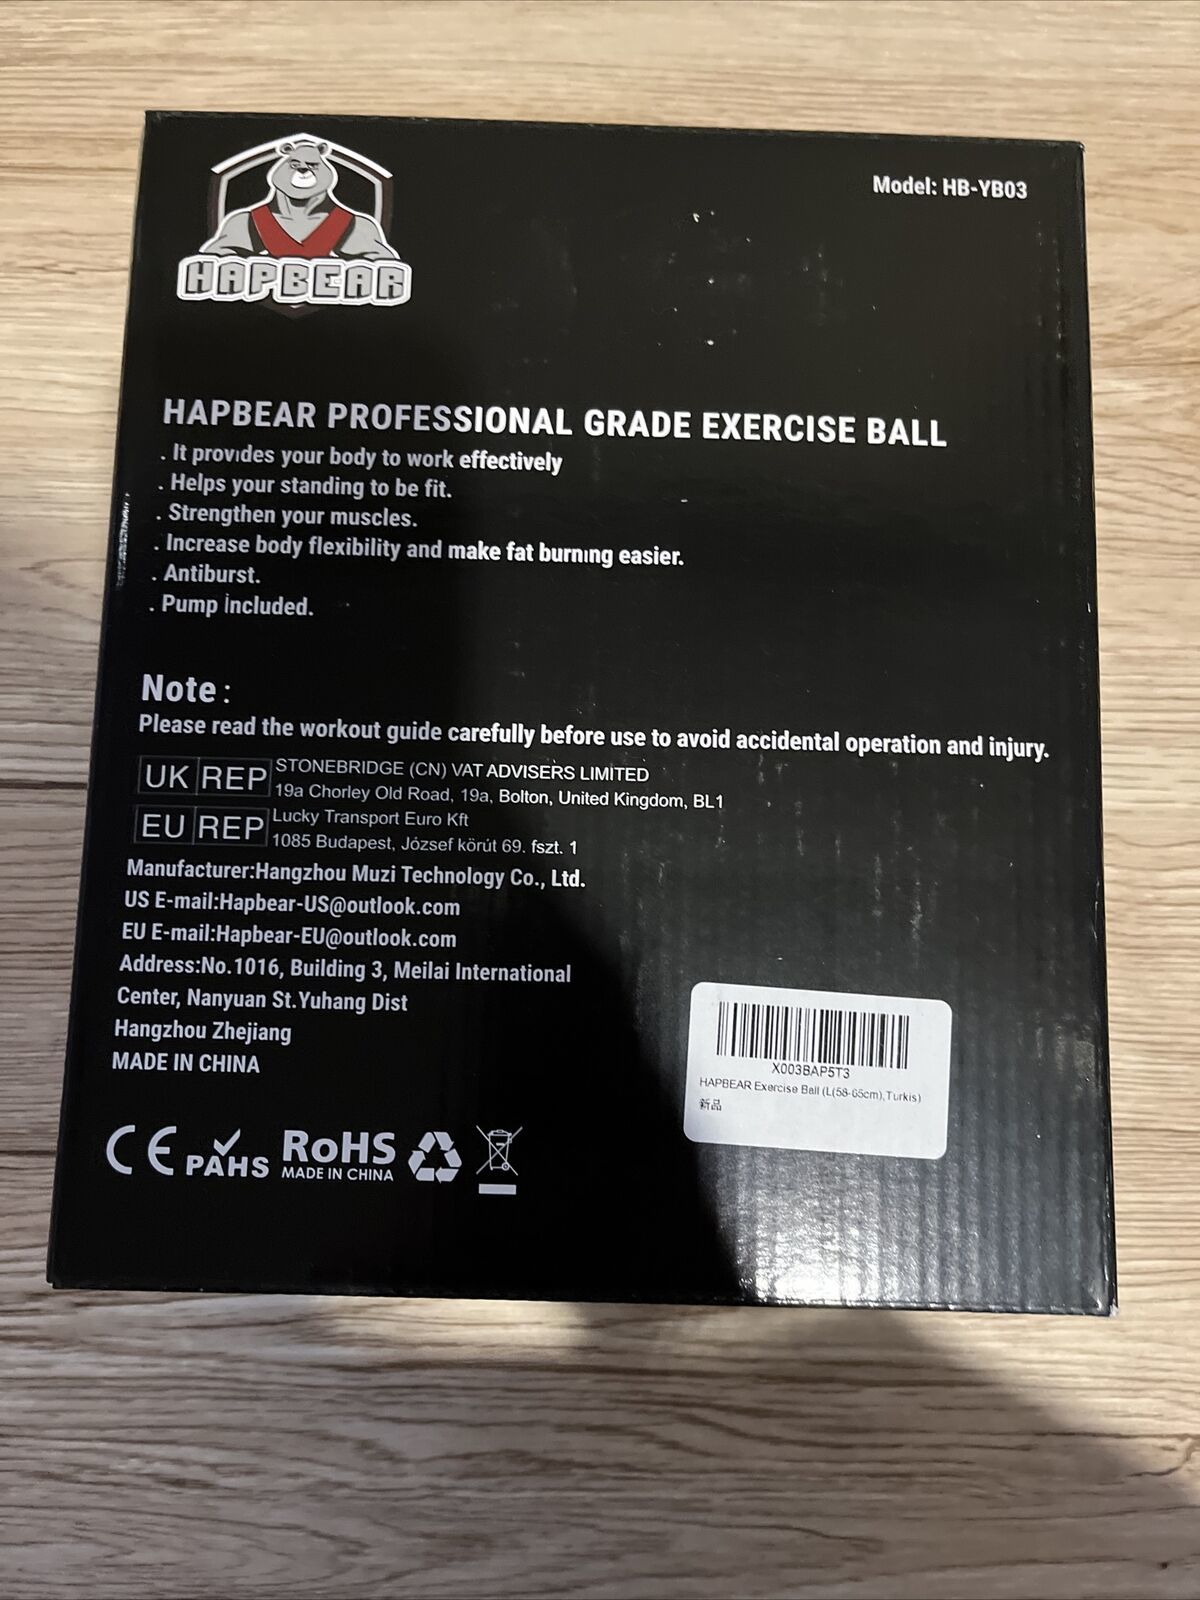 HAPBEAR
Model: HB-YB03
HAPBEAR PROFESSIONAL GRADE EXERCISE BALL
. It provides your body to work effectively
. Helps your standing to be fit.
. Strengthen your muscles.
. Increase body flexibility and make fat burning easier.
. Antiburst.
. Pump included.
Note :
Please read the workout guide carefully before use to avoid accidental operation and injury.
UK REP STONEBRIDGE (CN) VAT ADVISERS LIMITED
19a Chorley Old Road, 19a, Bolton, United Kingdom, BL1
EU REP Lucky Transport Euro Kft
1085 Budapest, József körút 69. fszt. 1
Manufacturer:Hangzhou Muzi Technology Co., Ltd.
US E-mail:Hapbear-US@outlook.com
EU E-mail:Hapbear-EU@outlook.com
Address:No.1016, Building 3, Meilai International
Center, Nanyuan St.Yuhang Dist
Hangzhou Zhejiang
MADE IN CHINA
X003BAP5T3
HAPBEAR Exercise Ball (L(58-65cm),Turkis)
新品
CE PAHS RoHS
MADE IN CHINA